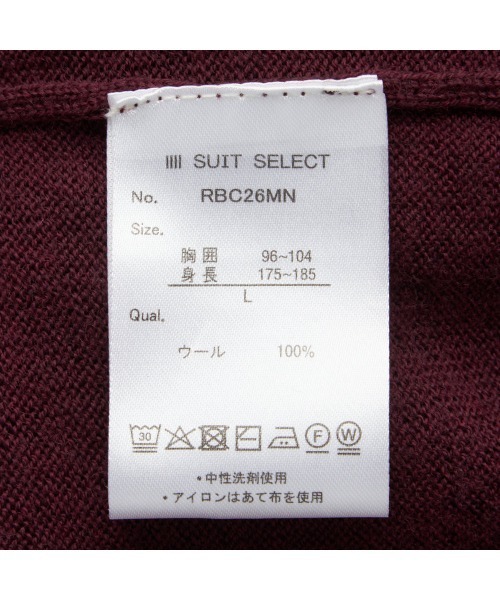 IIII SUIT SELECT
No. RBC26MN
Size.
胸囲 96~104
身長 175~185
L
Qual.
ウール 100%
30 F W
・中性洗剤使用
・アイロンはあて布を使用